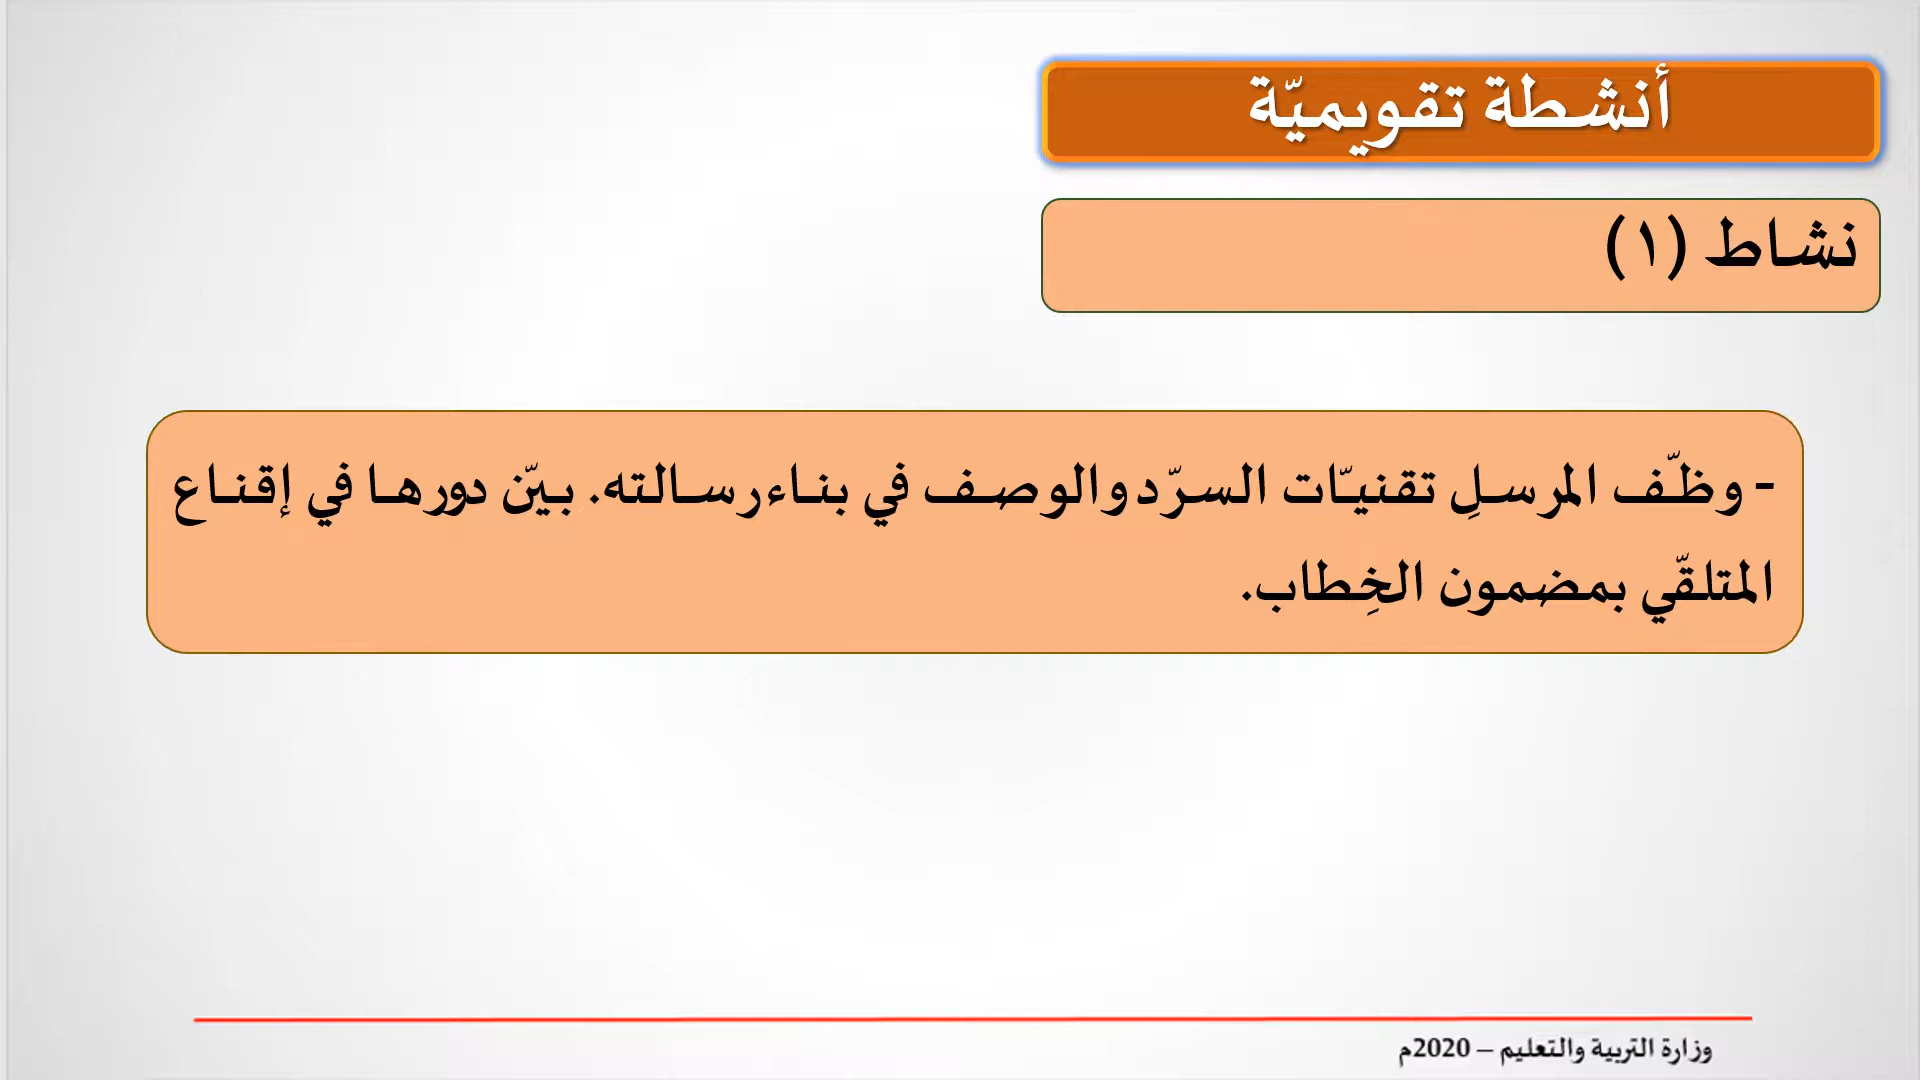 أنشطة تقويميّة
نشاط (١)
- وظّف المرسلِ تقنيّات السرّد والوصف في بناء رسالته. بيّن دورها في إقناع
المتلقّي بمضمون الخِطاب.
وزارة التربية والتعليم – 2020م